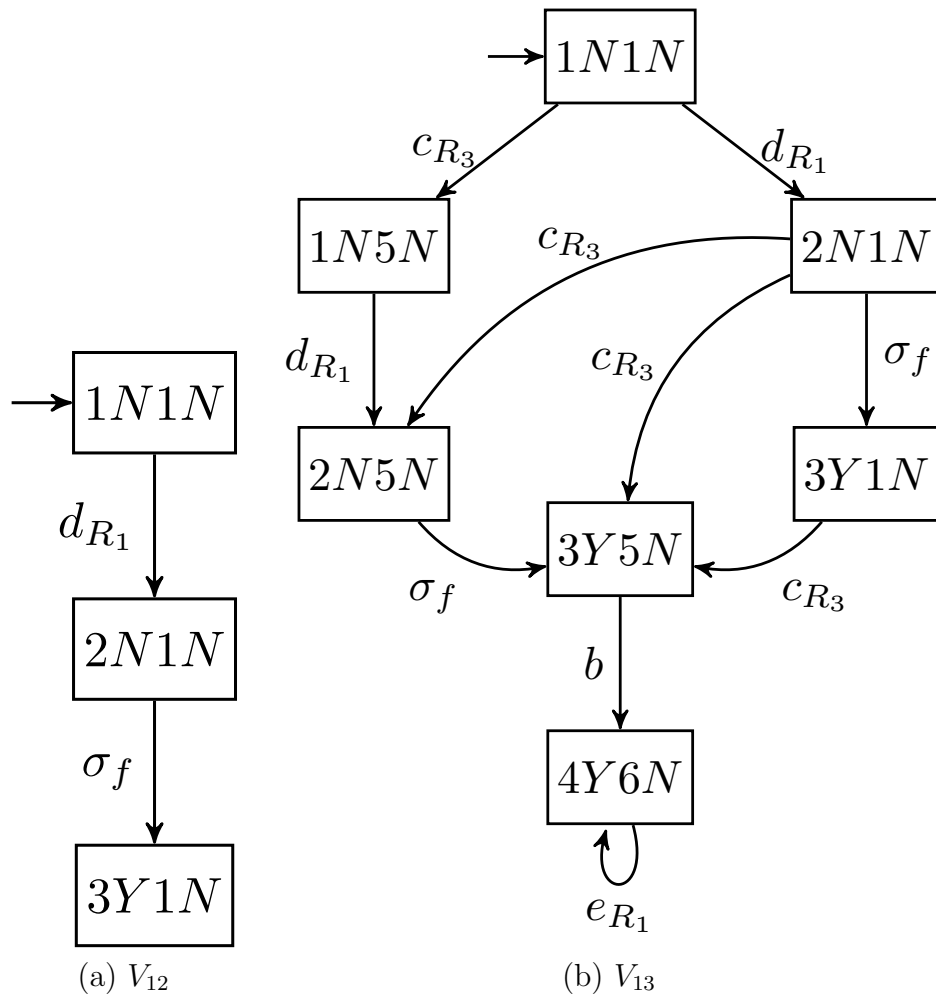 1N1N
c_{R_3}
d_{R_1}
1N5N
2N1N
c_{R_3}
d_{R_1}
c_{R_3}
σ_f
1N1N
2N5N
3Y1N
d_{R_1}
3Y5N
σ_f
c_{R_3}
2N1N
b
σ_f
4Y6N
3Y1N
e_{R_1}
(a) V_{12}
(b) V_{13}